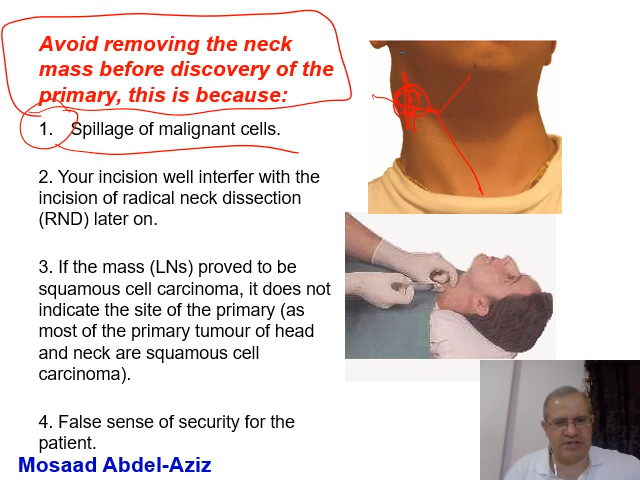 Avoid removing the neck
mass before discovery of the
primary, this is because:
1. Spillage of malignant cells.
2. Your incision well interfer with the
incision of radical neck dissection
(RND) later on.
3. If the mass (LNs) proved to be
squamous cell carcinoma, it does not
indicate the site of the primary (as
most of the primary tumour of head
and neck are squamous cell
carcinoma).
4. False sense of security for the
patient.
Mosaad Abdel-Aziz